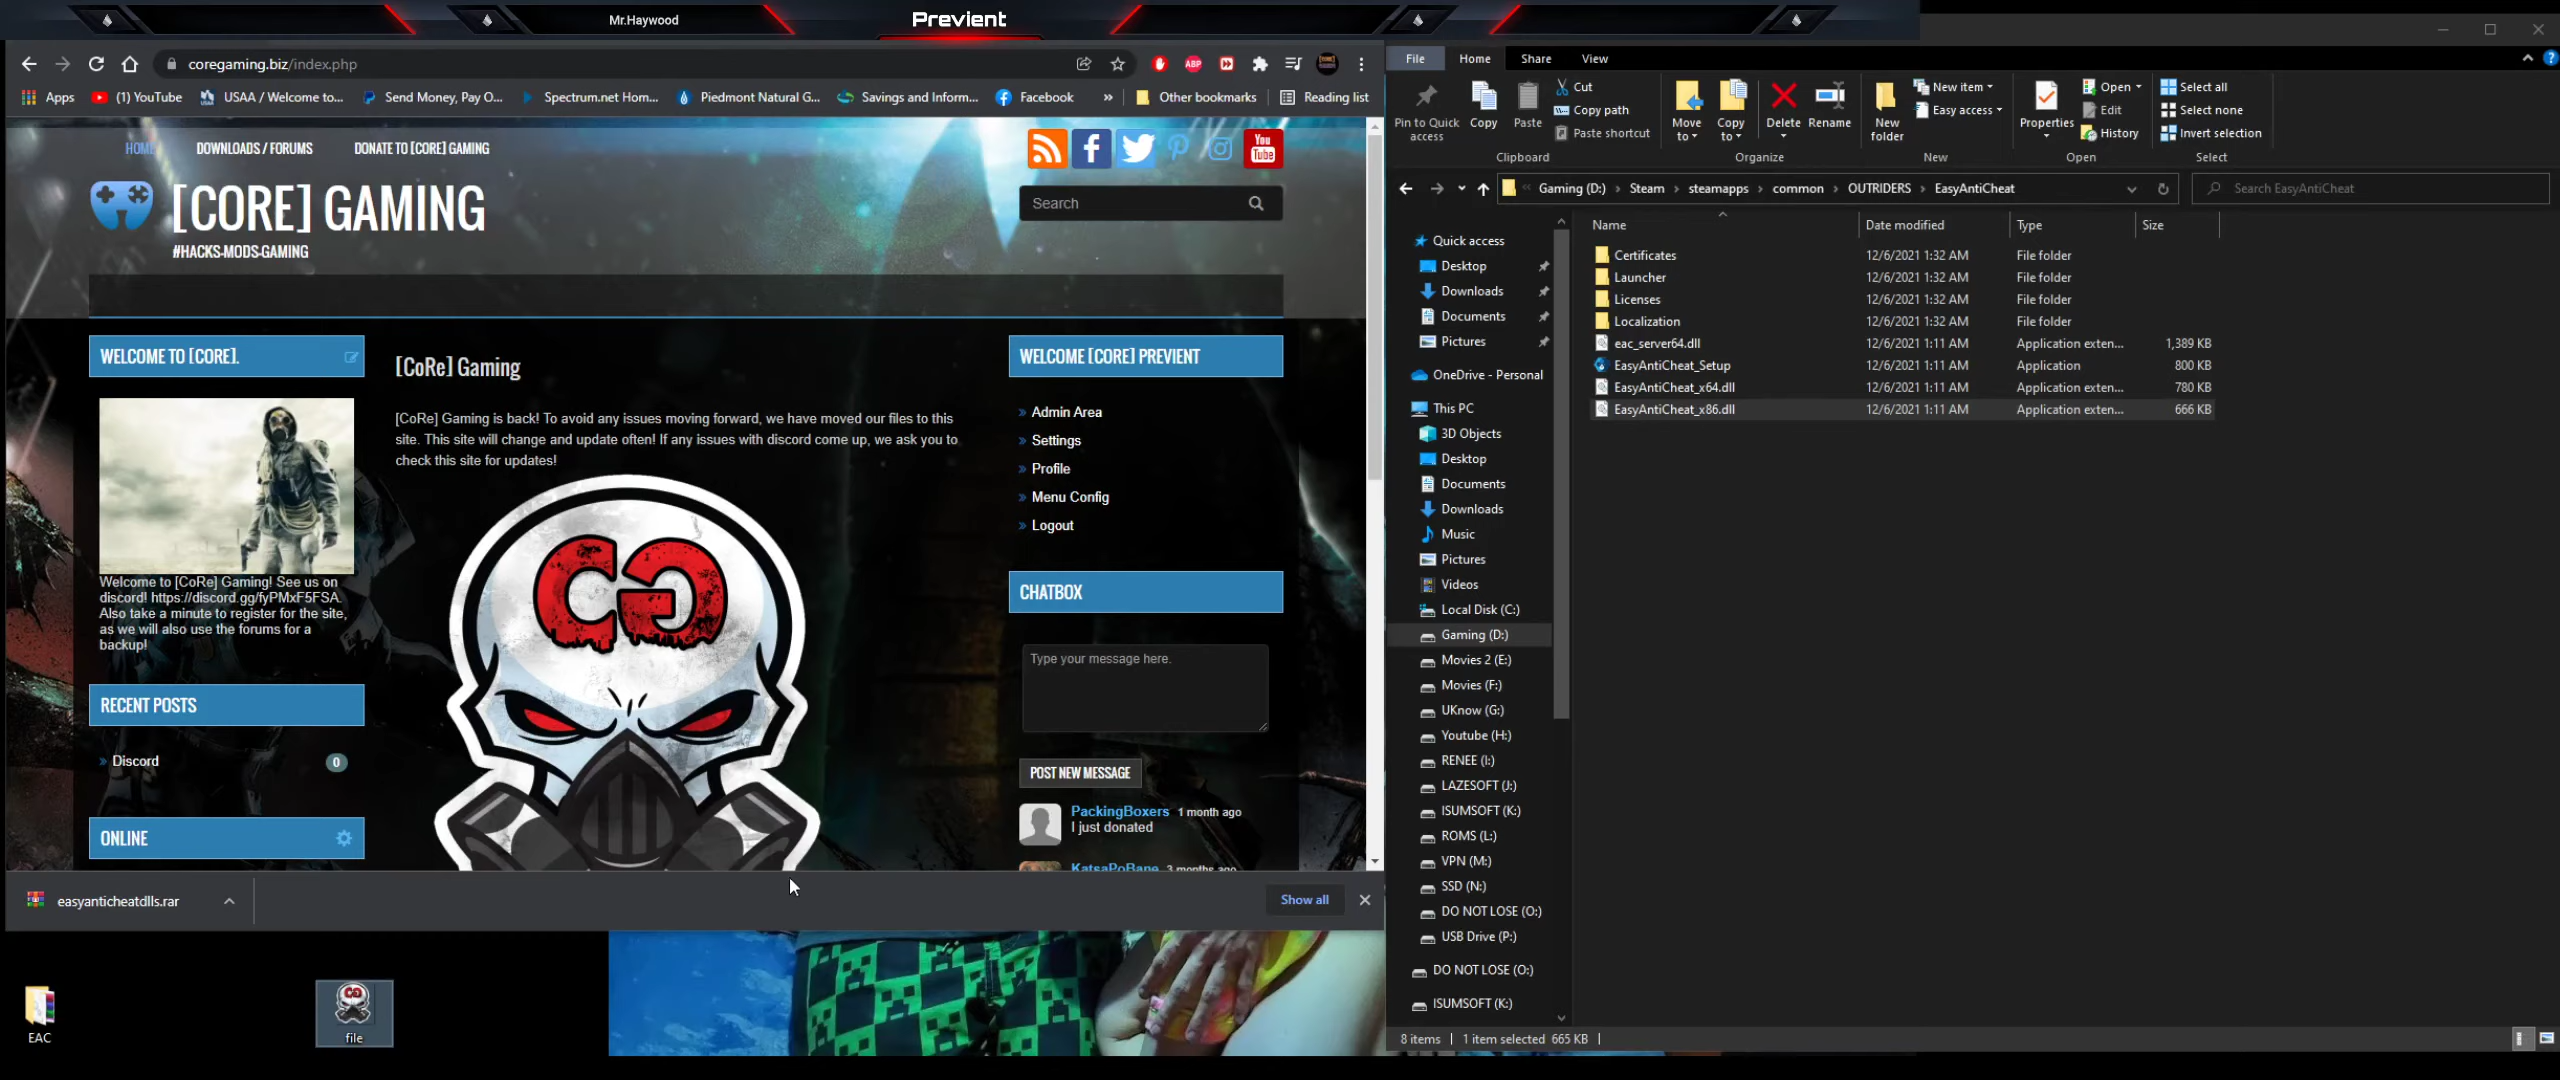 Mr.Haywood
Previent
coregaming.biz/index.php
ABP
Apps
(1) YouTube
USAA / Welcome to...
Send Money, Pay O...
Spectrum.net Hom...
Piedmont Natural G...
Savings and Inform...
Facebook
»
Other bookmarks
Reading list
HOME
DOWNLOADS / FORUMS
DONATE TO [CORE] GAMING
You
Tube
[CORE] GAMING
#HACKS-MODS-GAMING
Search
WELCOME TO [CORE].
Welcome to [CoRe] Gaming! See us on
discord! https://discord.gg/fyPMxF5FSA.
Also take a minute to register for the site,
as we will also use the forums for a
backup!
RECENT POSTS
» Discord
0
ONLINE
[CoRe] Gaming
[CoRe] Gaming is back! To avoid any issues moving forward, we have moved our files to this
site. This site will change and update often! If any issues with discord come up, we ask you to
check this site for updates!
CG
WELCOME [CORE] PREVIENT
» Admin Area
» Settings
» Profile
» Menu Config
» Logout
CHATBOX
Type your message here.
POST NEW MESSAGE
PackingBoxers 1 month ago
I just donated
KatsaPoBane 3 months ago
easyanticheatdlls.rar
Show all
EAC
file
File
Home
Share
View
Pin to Quick
access
Copy
Paste
Cut
Copy path
Paste shortcut
Clipboard
Move
to
Copy
to
Delete
Rename
Organize
New
folder
New item
Easy access
New
Properties
Open
Edit
History
Open
Select all
Select none
Invert selection
Select
« Gaming (D:) › Steam › steamapps › common › OUTRIDERS › EasyAntiCheat
Search EasyAntiCheat
Quick access
Desktop
Downloads
Documents
Pictures
OneDrive - Personal
This PC
3D Objects
Desktop
Documents
Downloads
Music
Pictures
Videos
Local Disk (C:)
Gaming (D:)
Movies 2 (E:)
Movies (F:)
UKnow (G:)
Youtube (H:)
RENEE (I:)
LAZESOFT (J:)
ISUMSOFT (K:)
ROMS (L:)
VPN (M:)
SSD (N:)
DO NOT LOSE (O:)
USB Drive (P:)
DO NOT LOSE (O:)
ISUMSOFT (K:)
Name Date modified Type Size
Certificates 12/6/2021 1:32 AM File folder
Launcher 12/6/2021 1:32 AM File folder
Licenses 12/6/2021 1:32 AM File folder
Localization 12/6/2021 1:32 AM File folder
eac_server64.dll 12/6/2021 1:11 AM Application exten... 1,389 KB
EasyAntiCheat_Setup 12/6/2021 1:11 AM Application 800 KB
EasyAntiCheat_x64.dll 12/6/2021 1:11 AM Application exten... 780 KB
EasyAntiCheat_x86.dll 12/6/2021 1:11 AM Application exten... 666 KB
8 items 1 item selected 665 KB